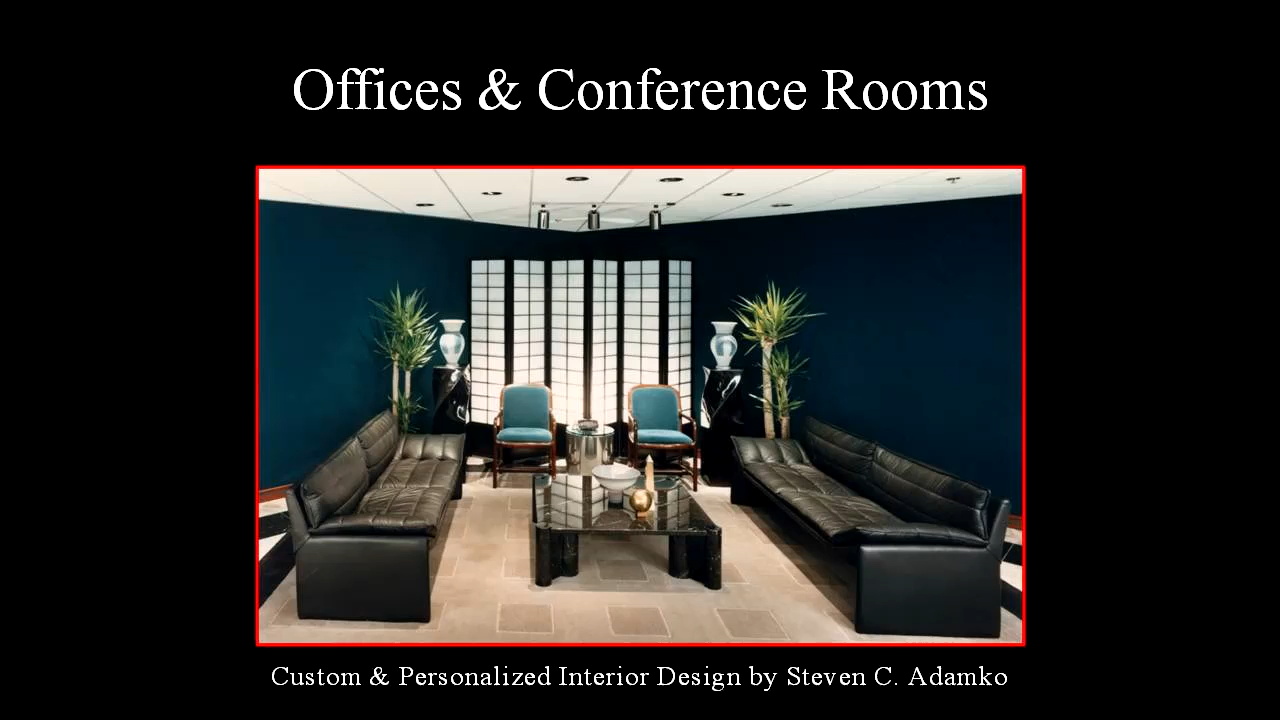 Offices & Conference Rooms
Custom & Personalized Interior Design by Steven C. Adamko